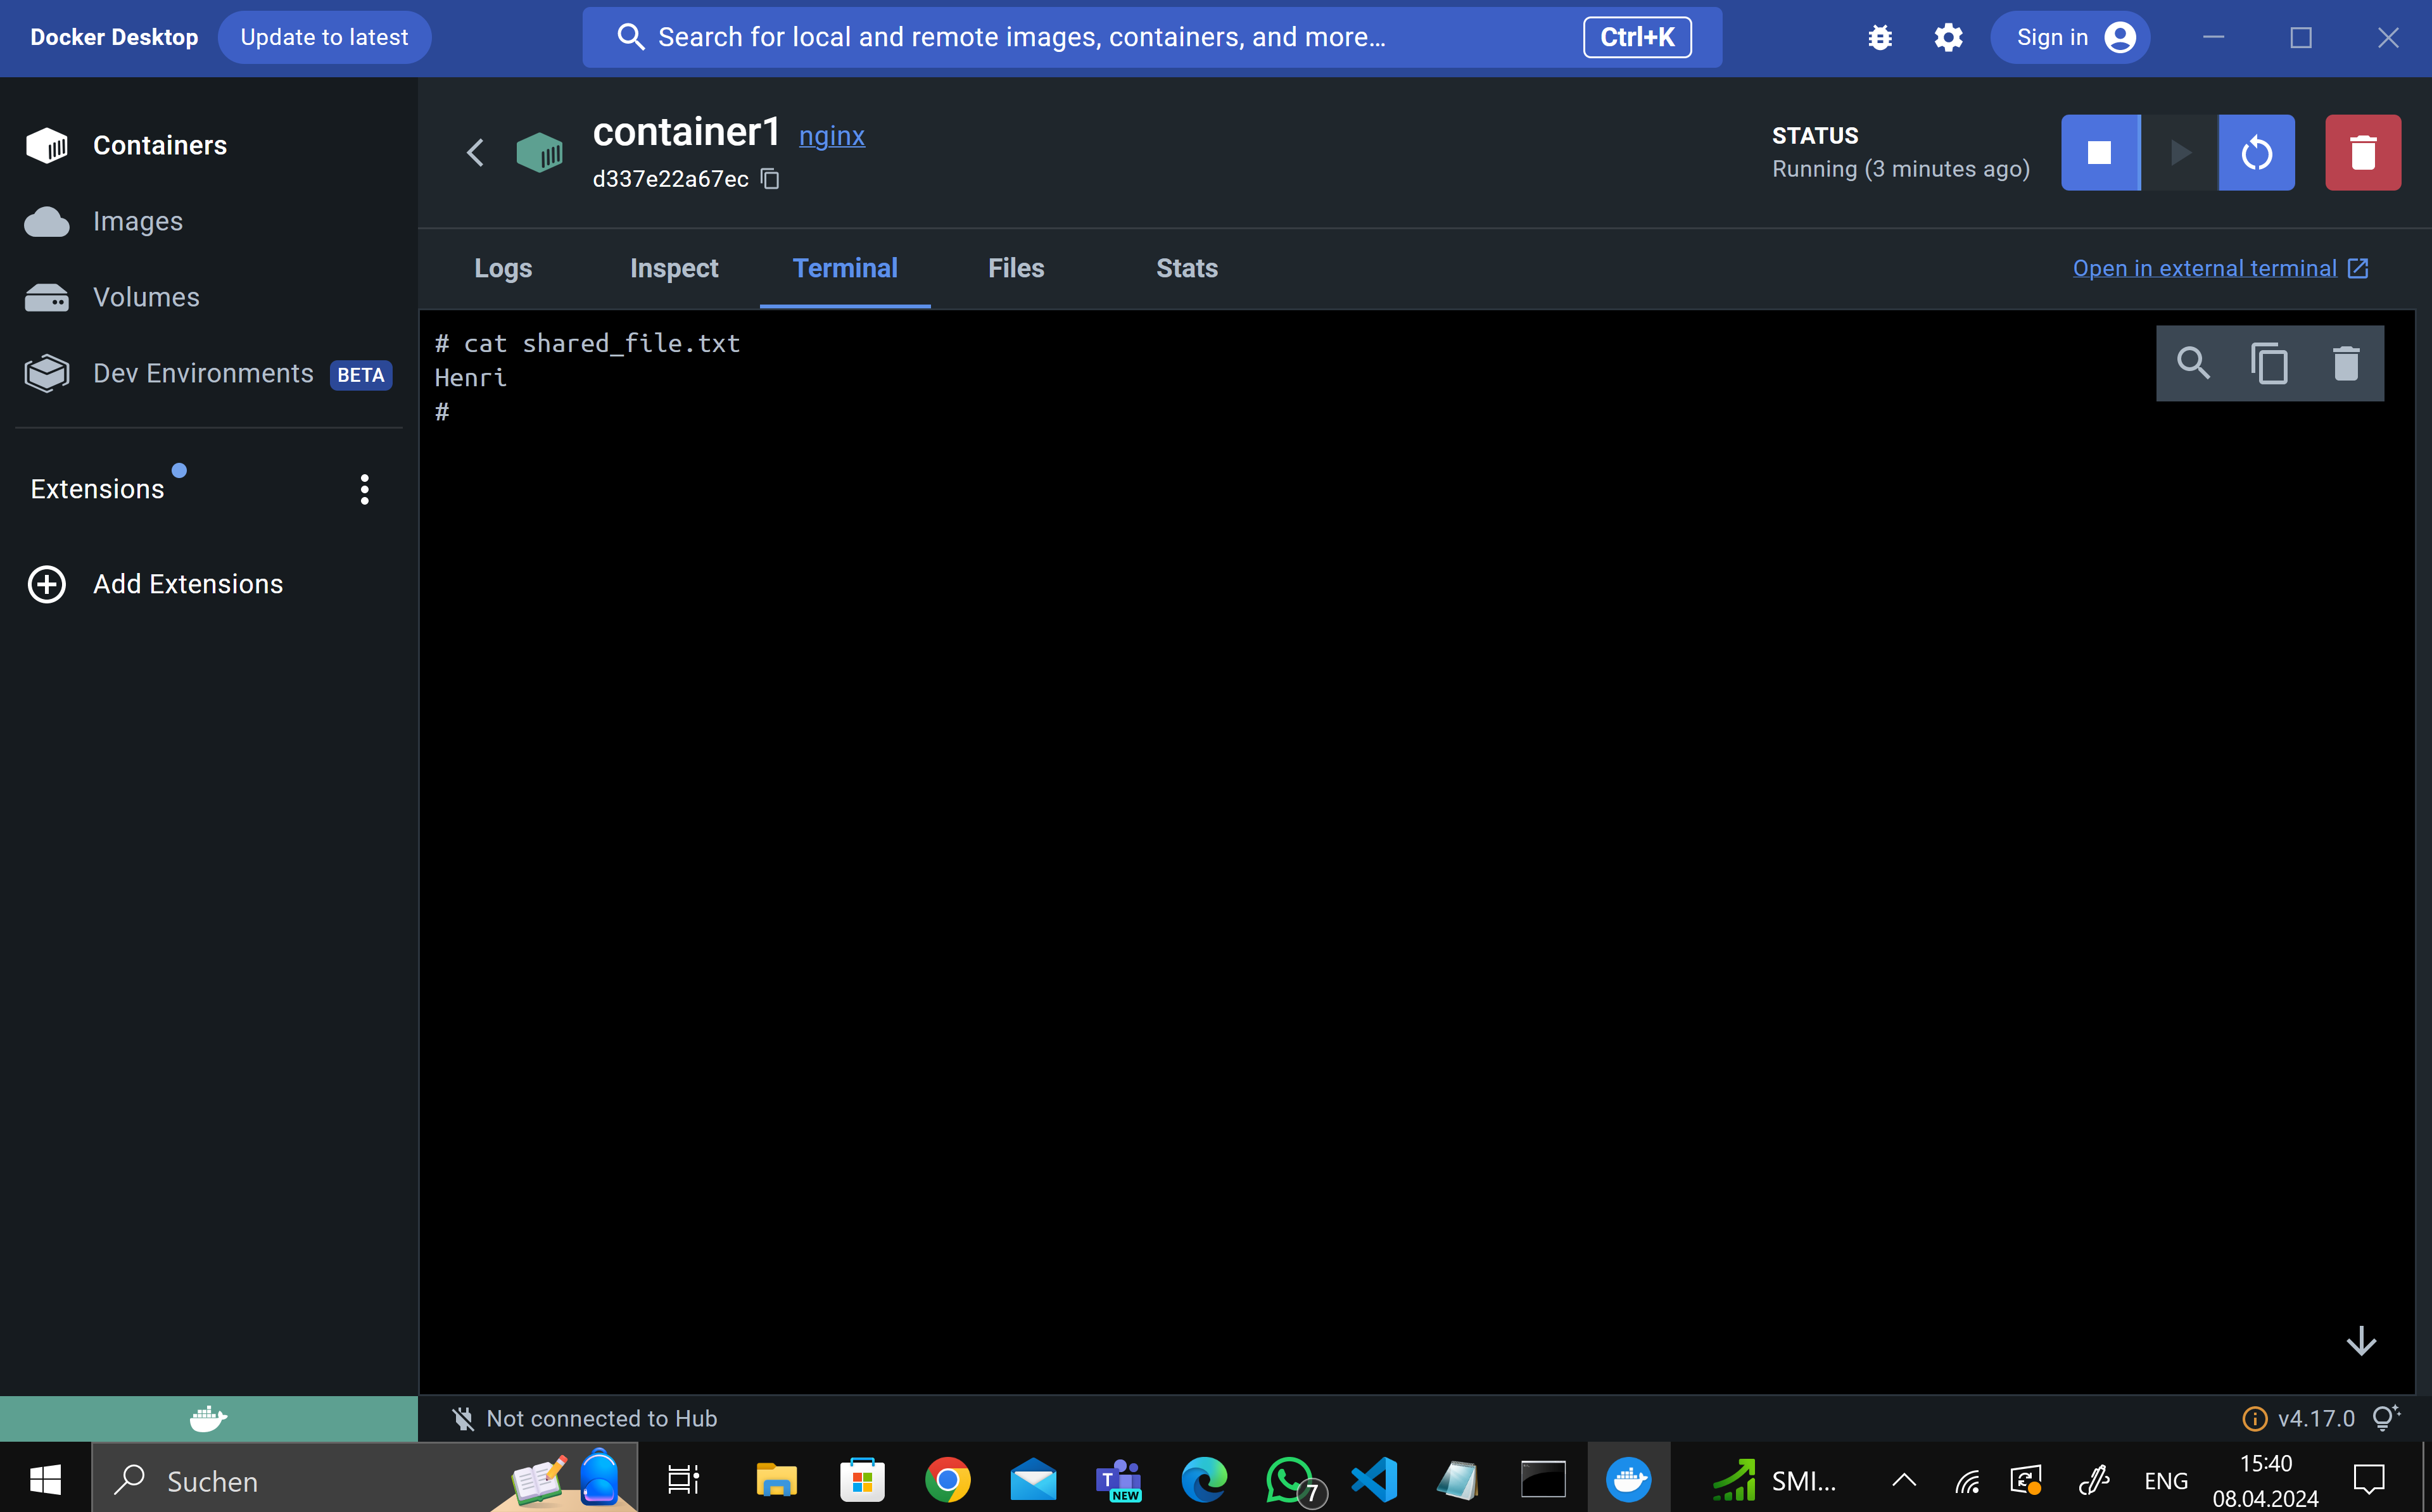 Docker Desktop
Update to latest
Search for local and remote images, containers, and more...
Ctrl+K
Sign in
Containers
Images
Volumes
Dev Environments BETA
Extensions
Add Extensions
container1 nginx
d337e22a67ec
STATUS
Running (3 minutes ago)
Logs Inspect Terminal Files Stats
Open in external terminal
# cat shared_file.txt
Henri
#
Not connected to Hub
v4.17.0
Suchen
T
NEW
7
SMI...
ENG
15:40
08.04.2024